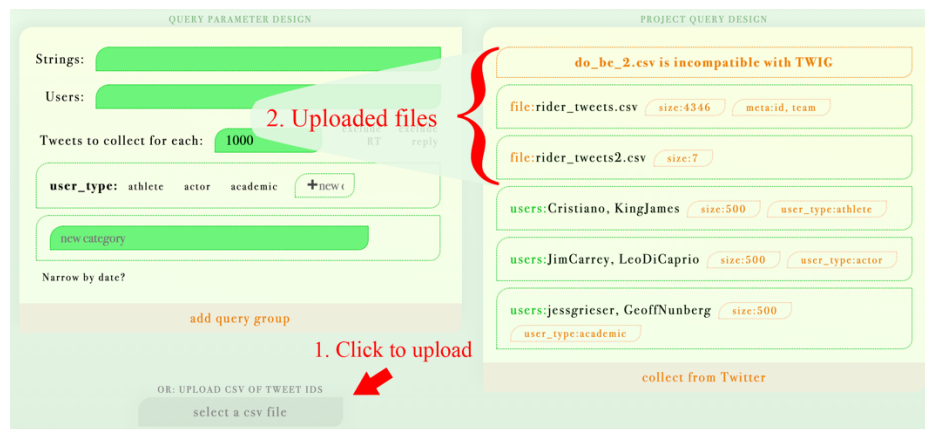 QUERY PARAMETER DESIGN
Strings:
Users:
Tweets to collect for each: 1000 exclude RT exclude reply
user_type: athlete actor academic +new c
new category
Narrow by date?
add query group
1. Click to upload
OR: UPLOAD CSV OF TWEET IDS
select a csv file
2. Uploaded files
PROJECT QUERY DESIGN
do_be_2.csv is incompatible with TWIG
file:rider_tweets.csv size:4346 meta:id, team
file:rider_tweets2.csv size:7
users:Cristiano, KingJames size:500 user_type:athlete
users:JimCarrey, LeoDiCaprio size:500 user_type:actor
users:jessgrieser, GeoffNunberg size:500
user_type:academic
collect from Twitter